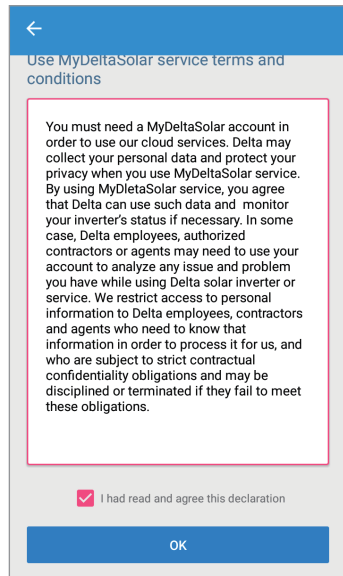 Use MyDeltaSolar service terms and
conditions
You must need a MyDeltaSolar account in
order to use our cloud services. Delta may
collect your personal data and protect your
privacy when you use MyDeltaSolar service.
By using MyDletaSolar service, you agree
that Delta can use such data and  monitor
your inverter’s status if necessary. In some
case, Delta employees, authorized
contractors or agents may need to use your
account to analyze any issue and problem
you have while using Delta solar inverter or
service. We restrict access to personal
information to Delta employees, contractors
and agents who need to know that
information in order to process it for us, and
who are subject to strict contractual
confidentiality obligations and may be
disciplined or terminated if they fail to meet
these obligations.
I had read and agree this declaration
OK